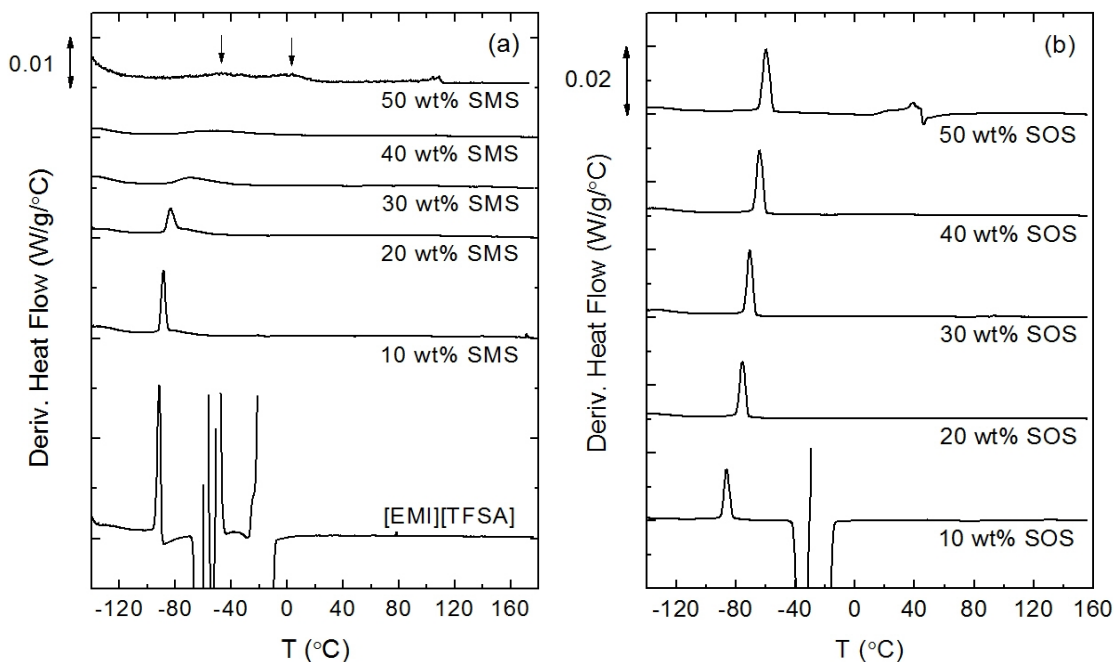 (a)
0.01
50 wt% SMS
40 wt% SMS
30 wt% SMS
20 wt% SMS
10 wt% SMS
[EMI][TFSA]
Deriv. Heat Flow (W/g/°C)
-120 -80 -40 0 40 80 120 160
T (°C)
(b)
0.02
50 wt% SOS
40 wt% SOS
30 wt% SOS
20 wt% SOS
10 wt% SOS
Deriv. Heat Flow (W/g/°C)
-120 -80 -40 0 40 80 120 160
T (°C)